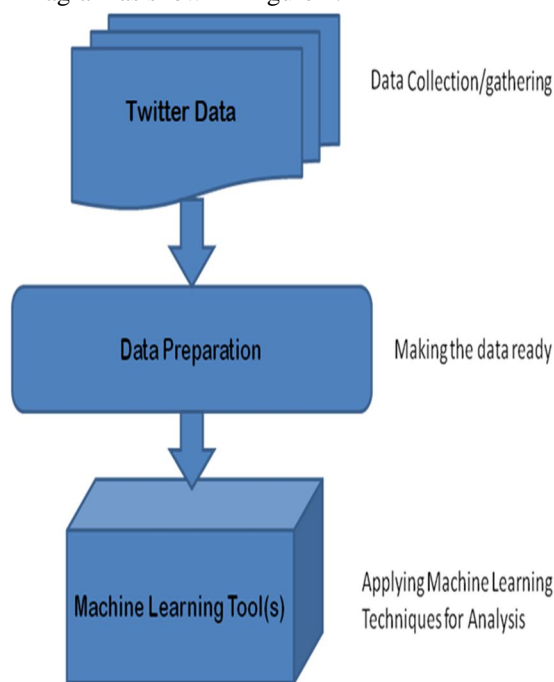 Twitter Data
Data Collection/gathering
Data Preparation
Making the data ready
Machine Learning Tool(s)
Applying Machine Learning
Techniques for Analysis